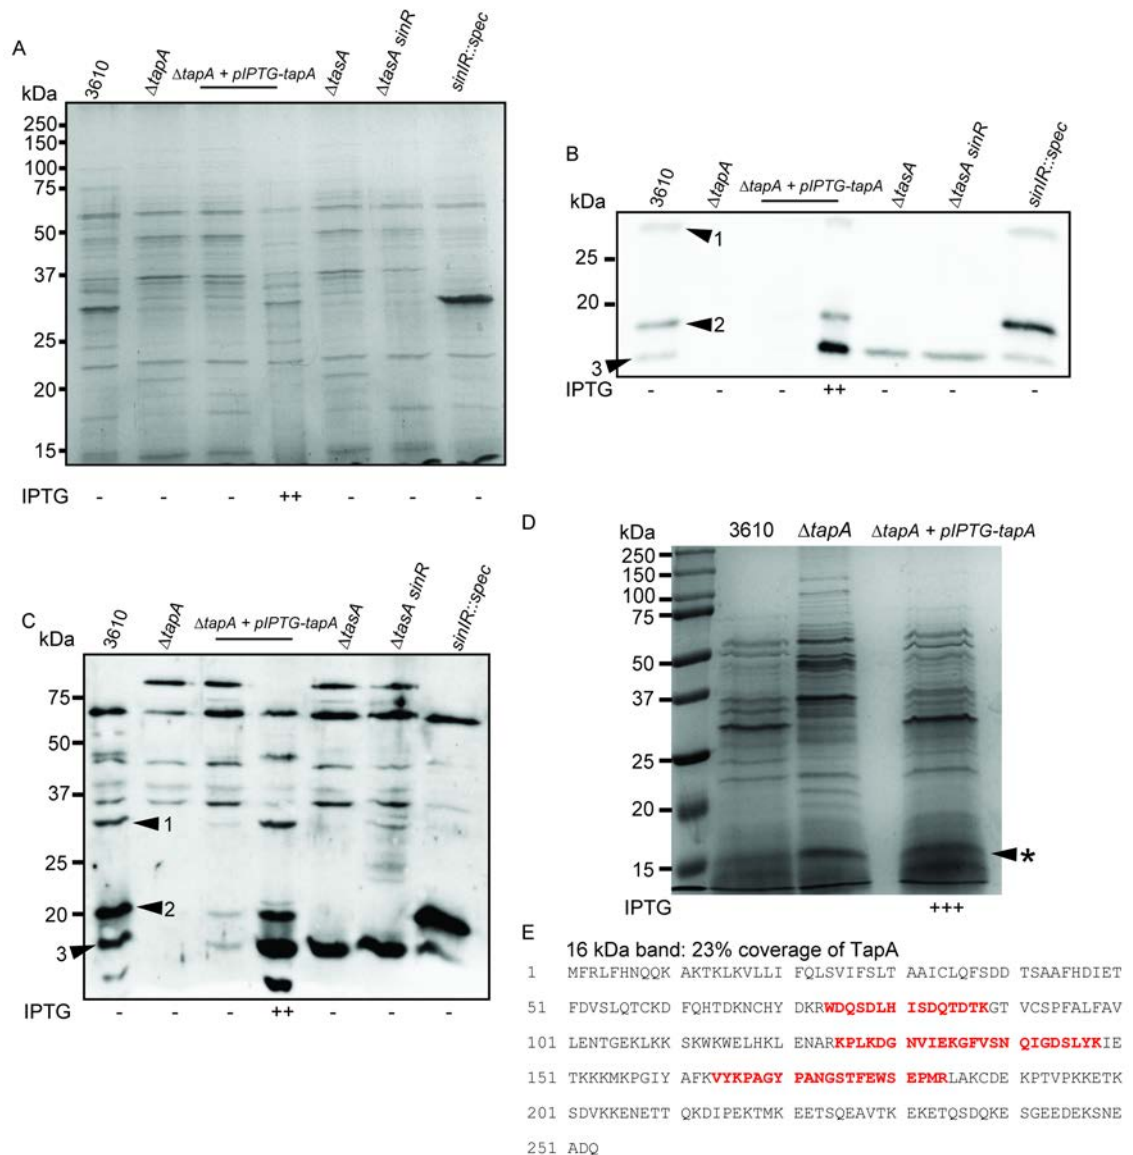 A
3610
ΔtapA
ΔtapA + pIPTG-tapA
ΔtasA
ΔtasA sinR
sinIR::spec
kDa
250
150
100
75
50
37
25
20
15
IPTG - - - ++ - - -
B
3610
ΔtapA
ΔtapA + pIPTG-tapA
ΔtasA
ΔtasA sinR
sinIR::spec
kDa
25
20
1
2
3
IPTG - - - ++ - - -
C
3610
ΔtapA
ΔtapA + pIPTG-tapA
ΔtasA
ΔtasA sinR
sinIR::spec
kDa
75
50
37
25
20
1
2
3
IPTG - - - ++ - - -
D
kDa 3610 ΔtapA ΔtapA + pIPTG-tapA
250
150
100
75
50
37
25
20
15
*
IPTG +++
E
16 kDa band: 23% coverage of TapA
1 MFRLFHNQQK AKTKLKVLLI FQLSVIFSLT AAICLQFSDD TSAAFHDIET
51 FDVSLQTCKD FQHTDKNCHY DKRWDQSDLH ISDQTDTKGT VCSPFALFAV
101 LENTGEKLKK SKWKWELHKL ENARKPLKDG NVIEKGFVSN QIGDSLYKIE
151 TKKKMKPGIY AFKVYKPAGY PANGSTFEWS EPMRLAKCDE KPTVPKKETK
201 SDVKKENETT QKDIPEKTMK EETSQEAVTK EKETQSDQKE SGEEDEKSNE
251 ADQ